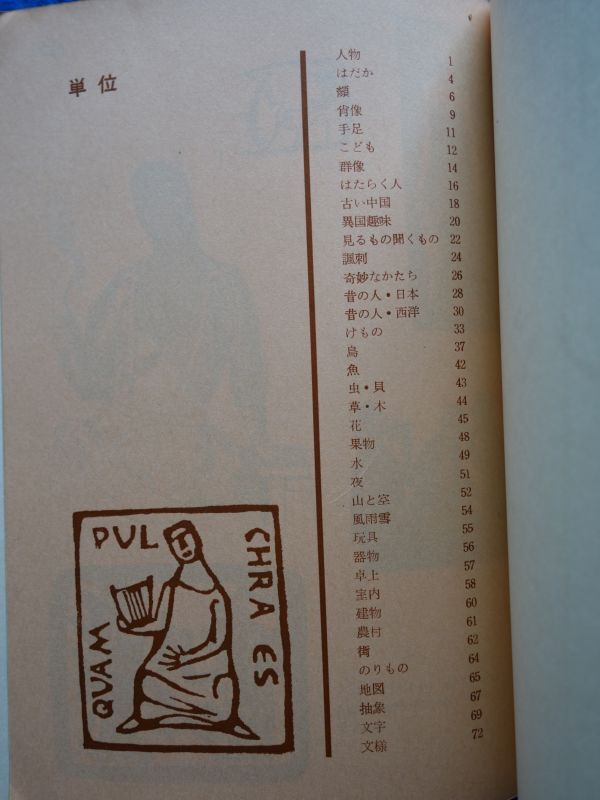 単位
人物 1
はだか 4
顔 6
肖像 9
手足 11
こども 12
群像 14
はたらく人 16
古い中国 18
異国趣味 20
見るもの聞くもの 22
諷刺 24
奇妙なかたち 26
昔の人・日本 28
昔の人・西洋 30
けもの 33
鳥 37
魚 42
虫・貝 43
草・木 44
花 45
果物 48
水 49
夜 51
山と空 52
風雨雪 54
玩具 55
器物 56
卓上 57
室内 58
建物 60
農村 61
街 62
のりもの 64
地図 65
抽象 67
文字 69
文様 72
QUAM
PUL
CHRA ES